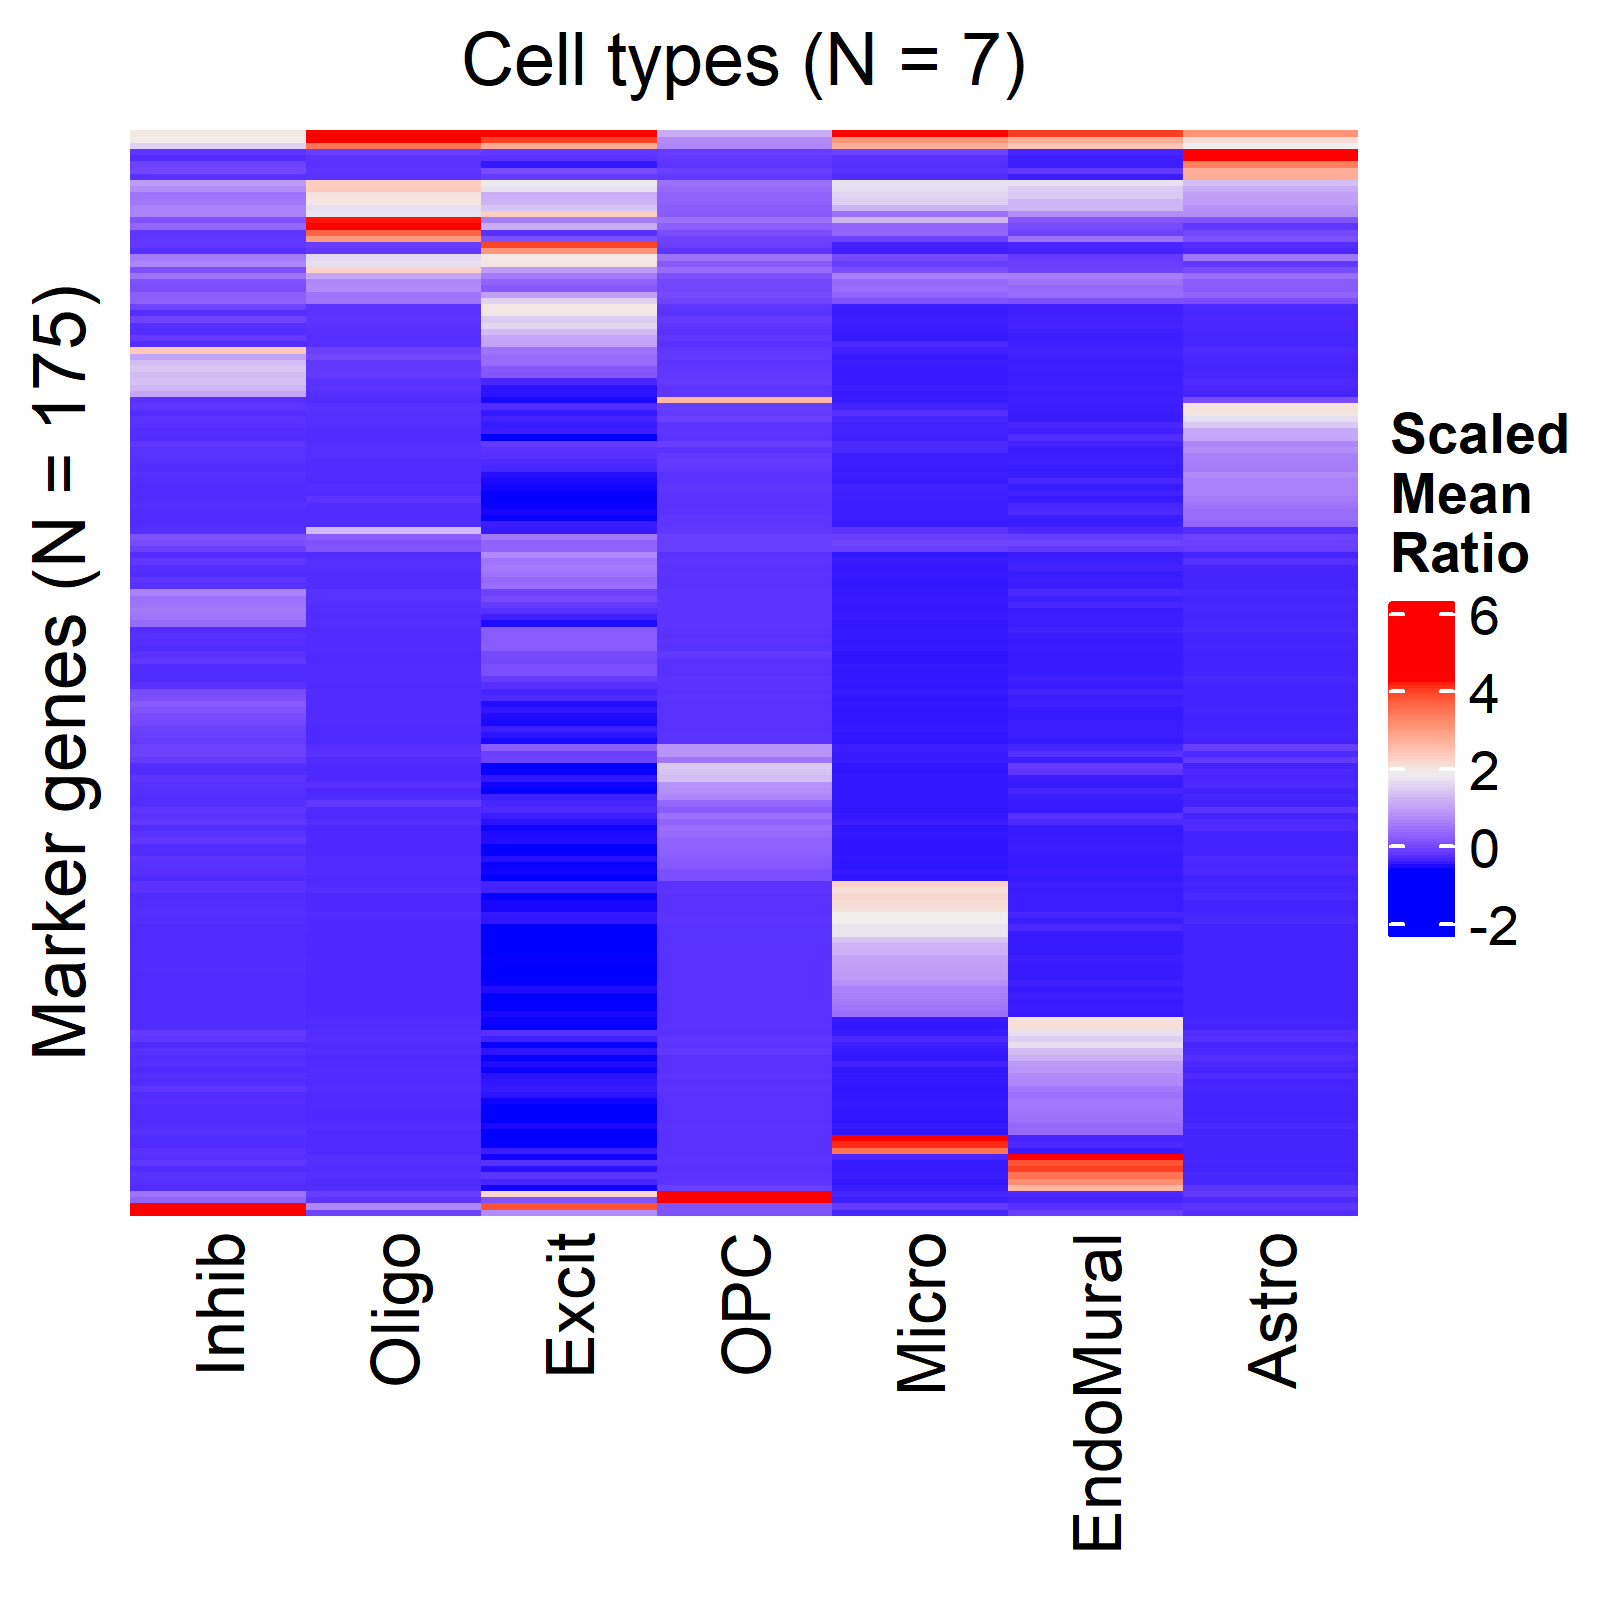 Cell types (N = 7)
Marker genes (N = 175)
Scaled
Mean
Ratio
6
4
2
0
-2
Inhib
Oligo
Excit
OPC
Micro
EndoMural
Astro